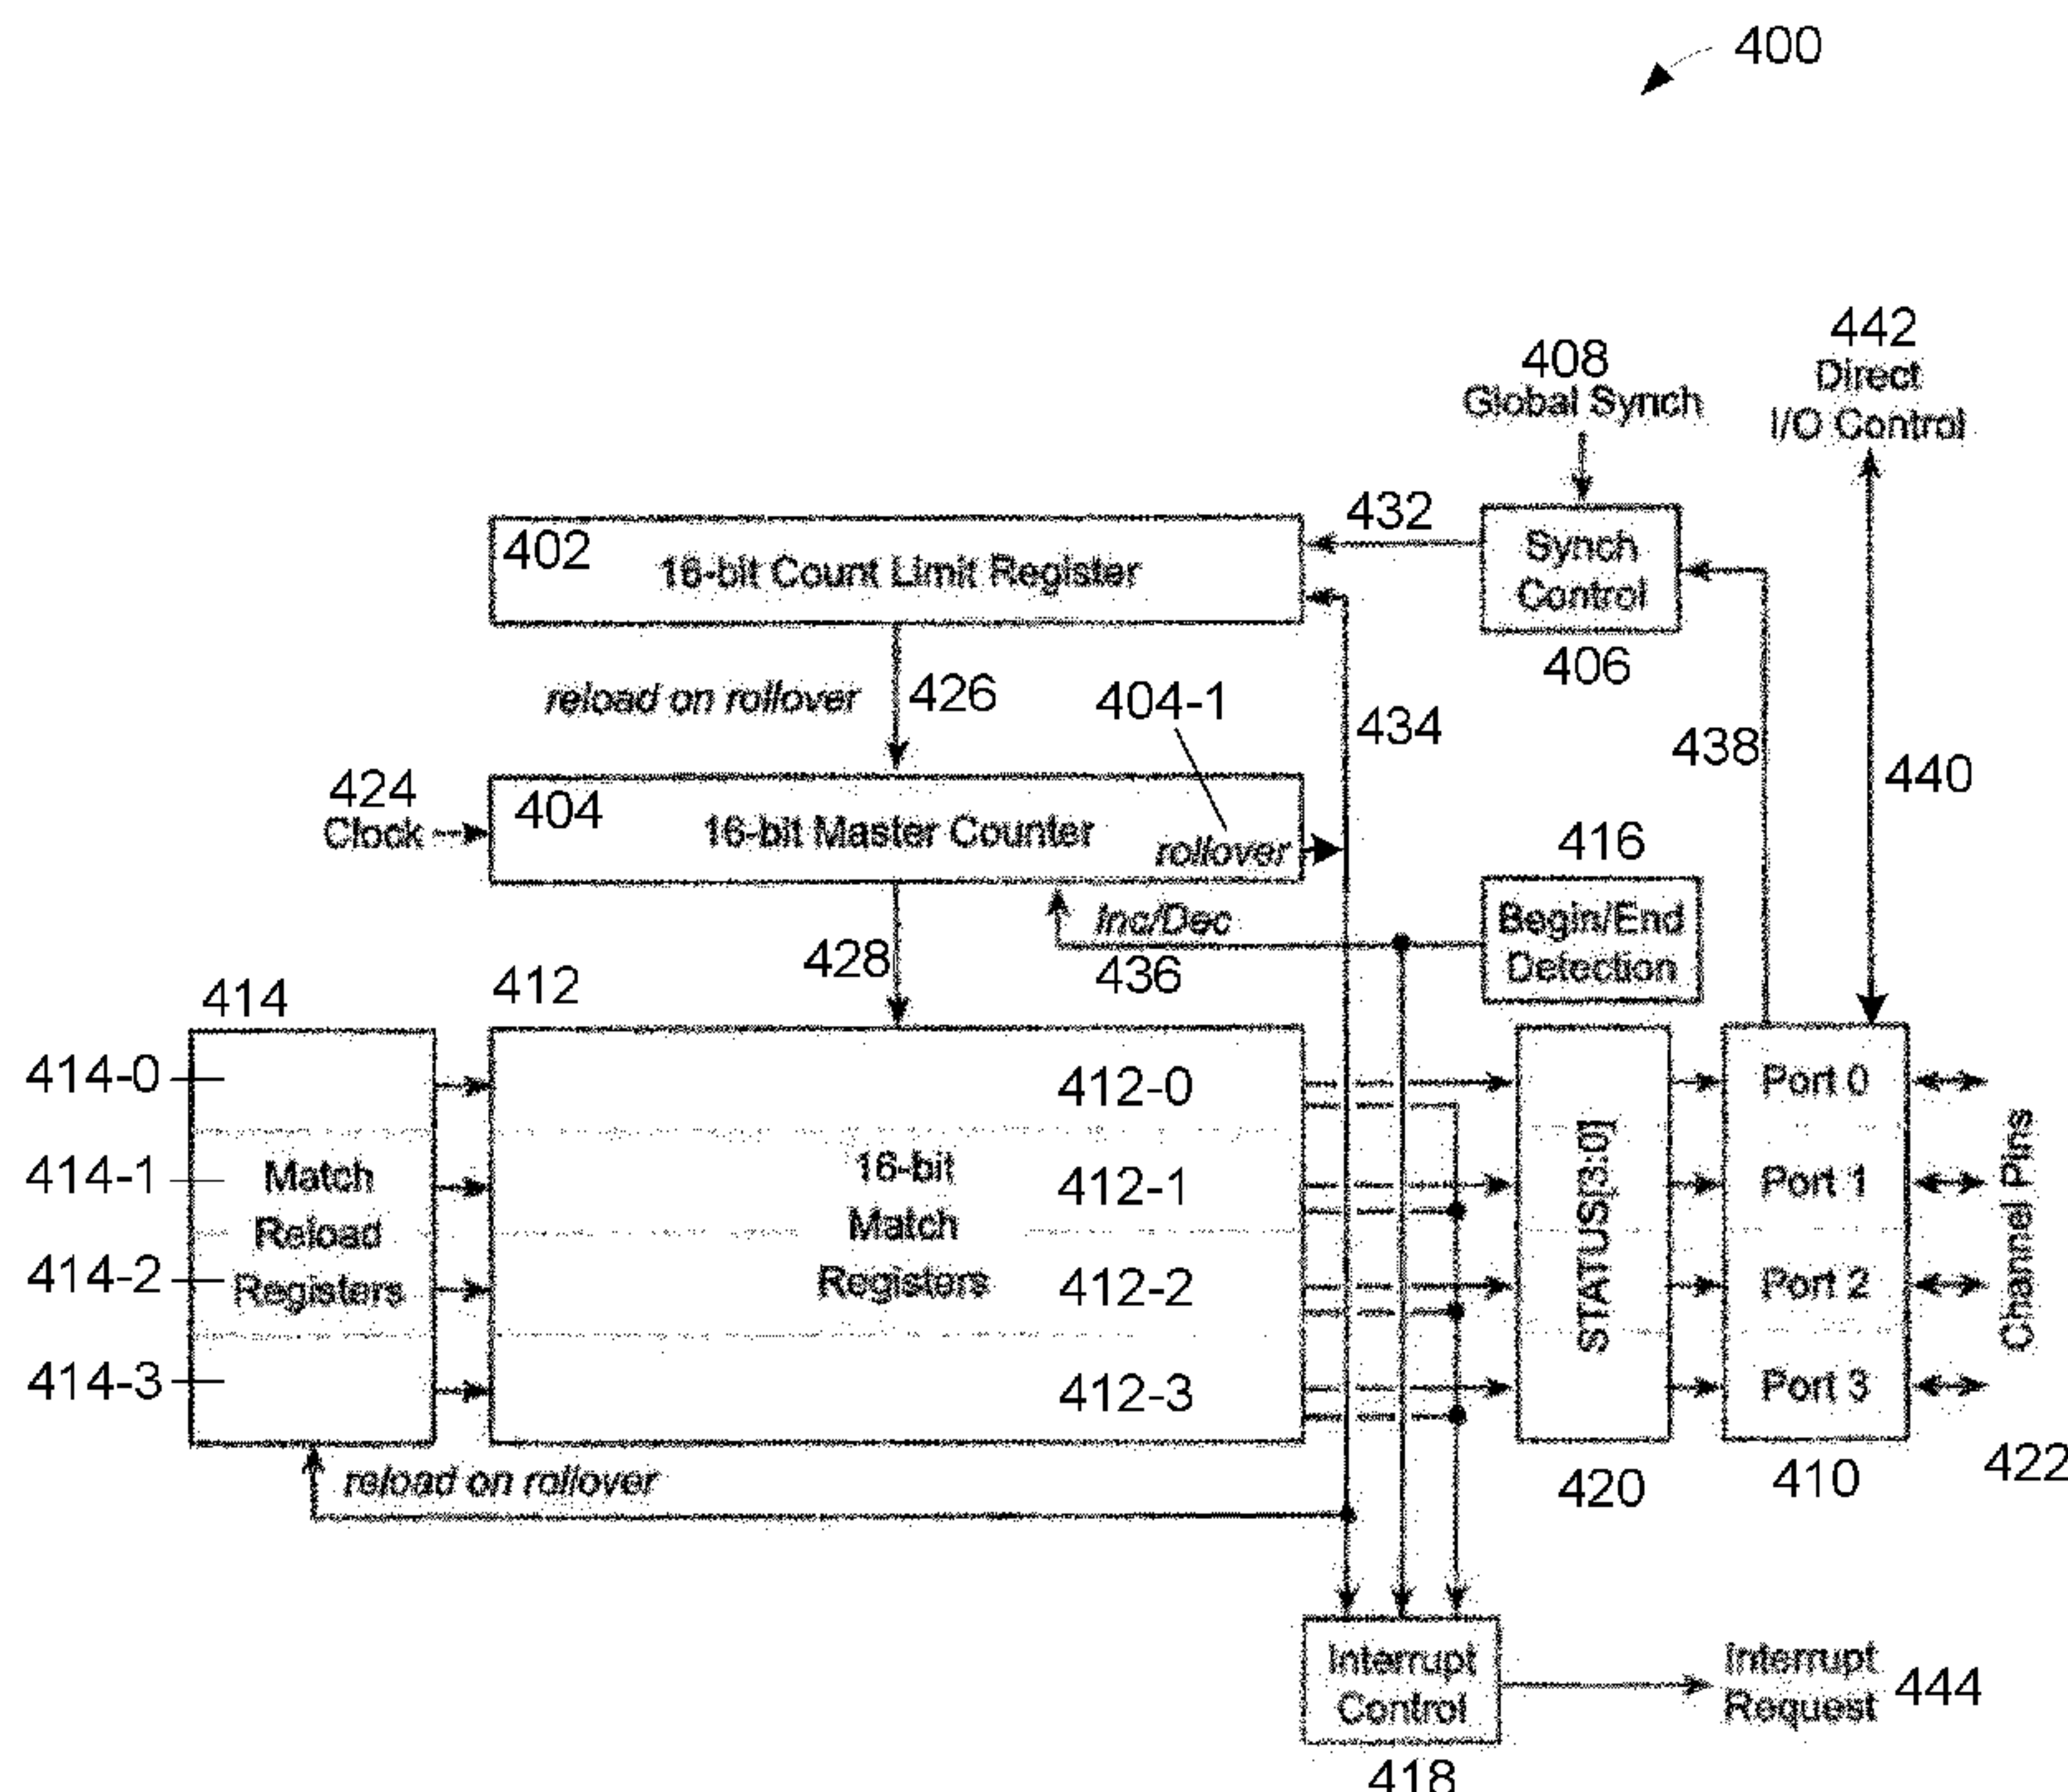 400
442
Direct
I/O Control
408
Global Synch
432
402
16-bit Count Limit Register
Synch
Control
406
reload on rollover
426
404-1
434
438
440
424
Clock
404
16-bit Master Counter
rollover
416
Begin/End
Detection
Inc/Dec
436
428
414
412
414-0
414-1
414-2
414-3
Match
Reload
Registers
412-0
412-1
412-2
412-3
16-bit
Match
Registers
STATUS[3:0]
Port 0
Port 1
Port 2
Port 3
Channel Pins
420
410
422
reload on rollover
Interrupt
Control
418
Interrupt
Request
444